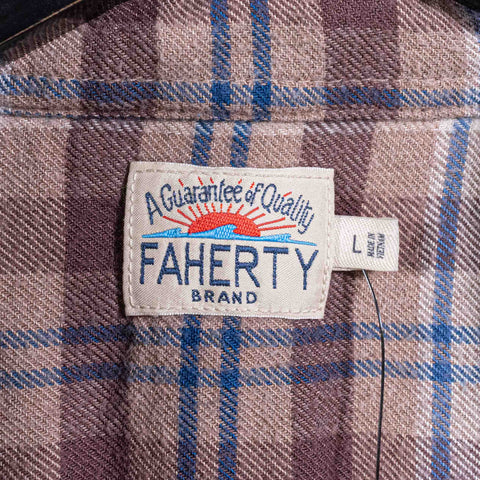 A Guarantee of Quality
FAHERTY
BRAND
L
MADE IN
VIETNAM